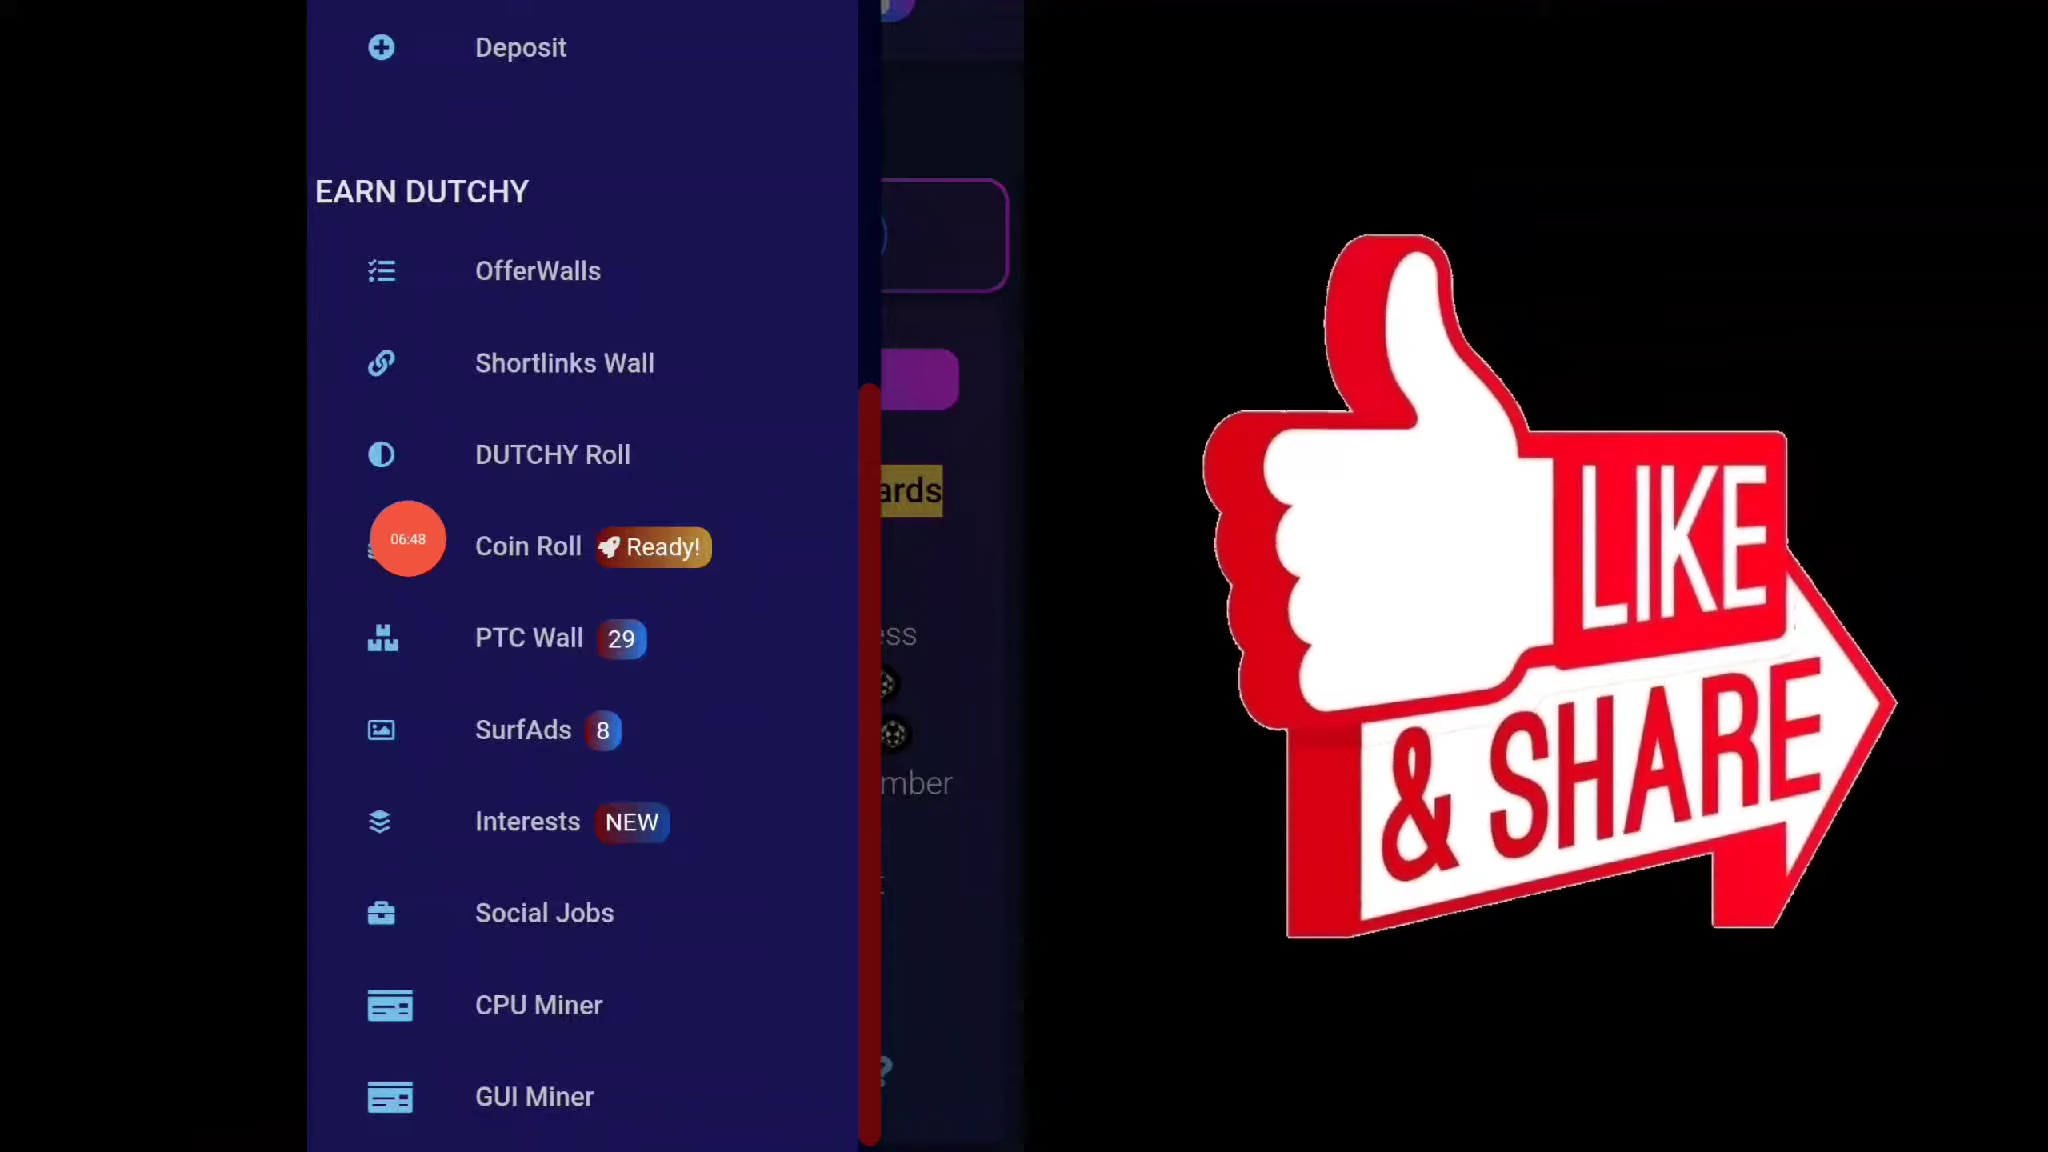 Deposit
EARN DUTCHY
OfferWalls
Shortlinks Wall
DUTCHY Roll
ards
06:48
Coin Roll Ready!
ess
PTC Wall 29
SurfAds 8
mber
Interests NEW
Social Jobs
CPU Miner
?
GUI Miner
LIKE
& SHARE